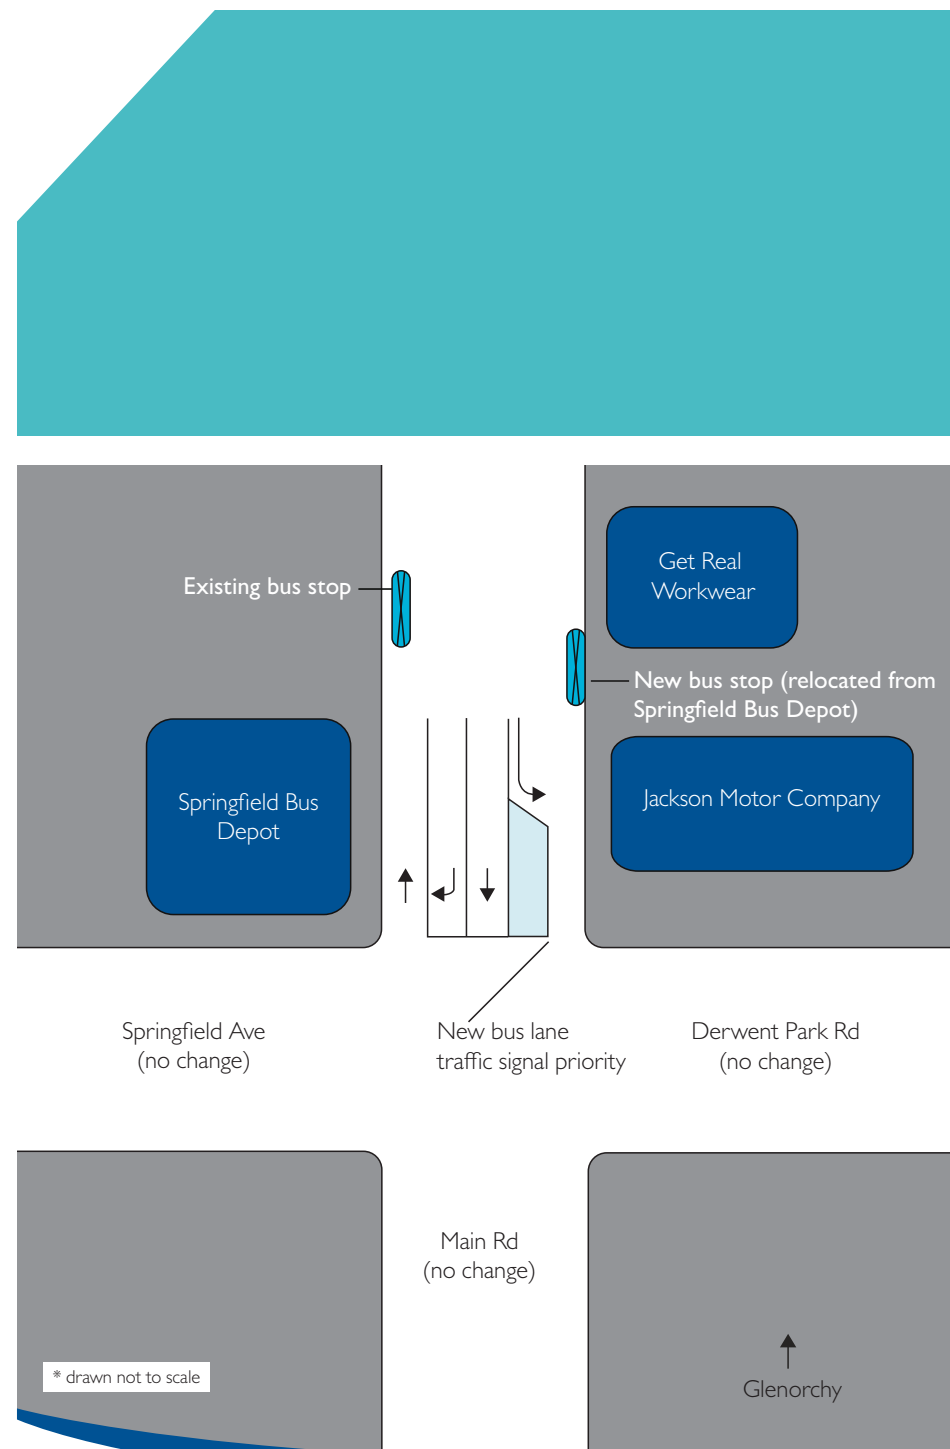 Get Real
Workwear
Existing bus stop
New bus stop (relocated from
Springfield Bus Depot)
Springfield Bus
Depot
Jackson Motor Company
Springfield Ave
(no change)
New bus lane
traffic signal priority
Derwent Park Rd
(no change)
Main Rd
(no change)
* drawn not to scale
Glenorchy